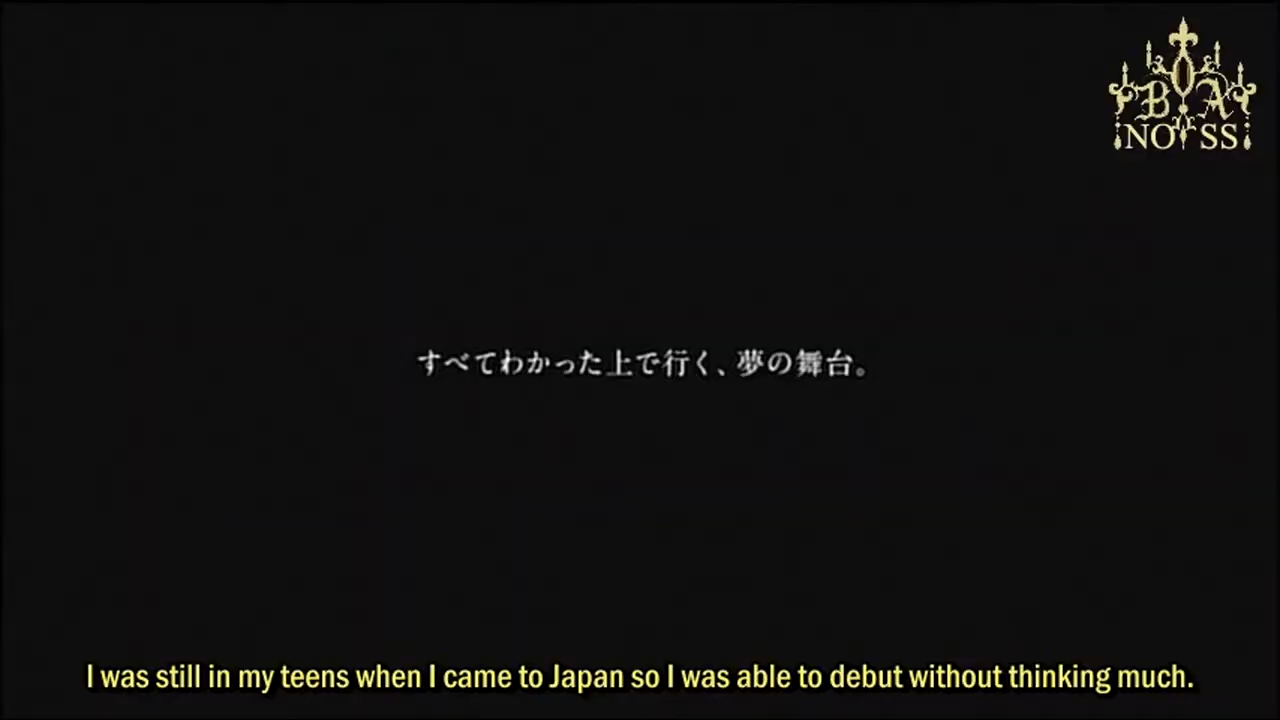 B A
NO SS
すべてわかった上で行く、夢の舞台。
I was still in my teens when I came to Japan so I was able to debut without thinking much.